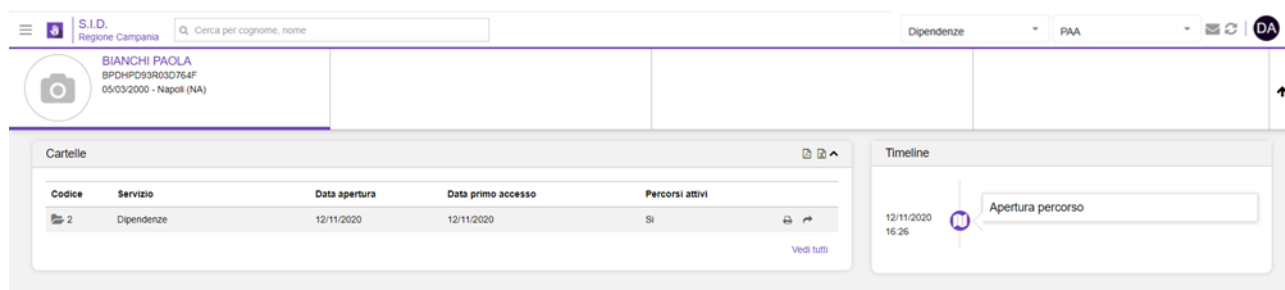 S.I.D.
Regione Campania
Cerca per cognome, nome
Dipendenze
PAA
DA
BIANCHI PAOLA
BPDHPD93R03D764F
05/03/2000 - Napoli (NA)
Cartelle
Codice Servizio Data apertura Data primo accesso Percorsi attivi
2 Dipendenze 12/11/2020 12/11/2020 Si
Vedi tutti
Timeline
12/11/2020
16:26
Apertura percorso